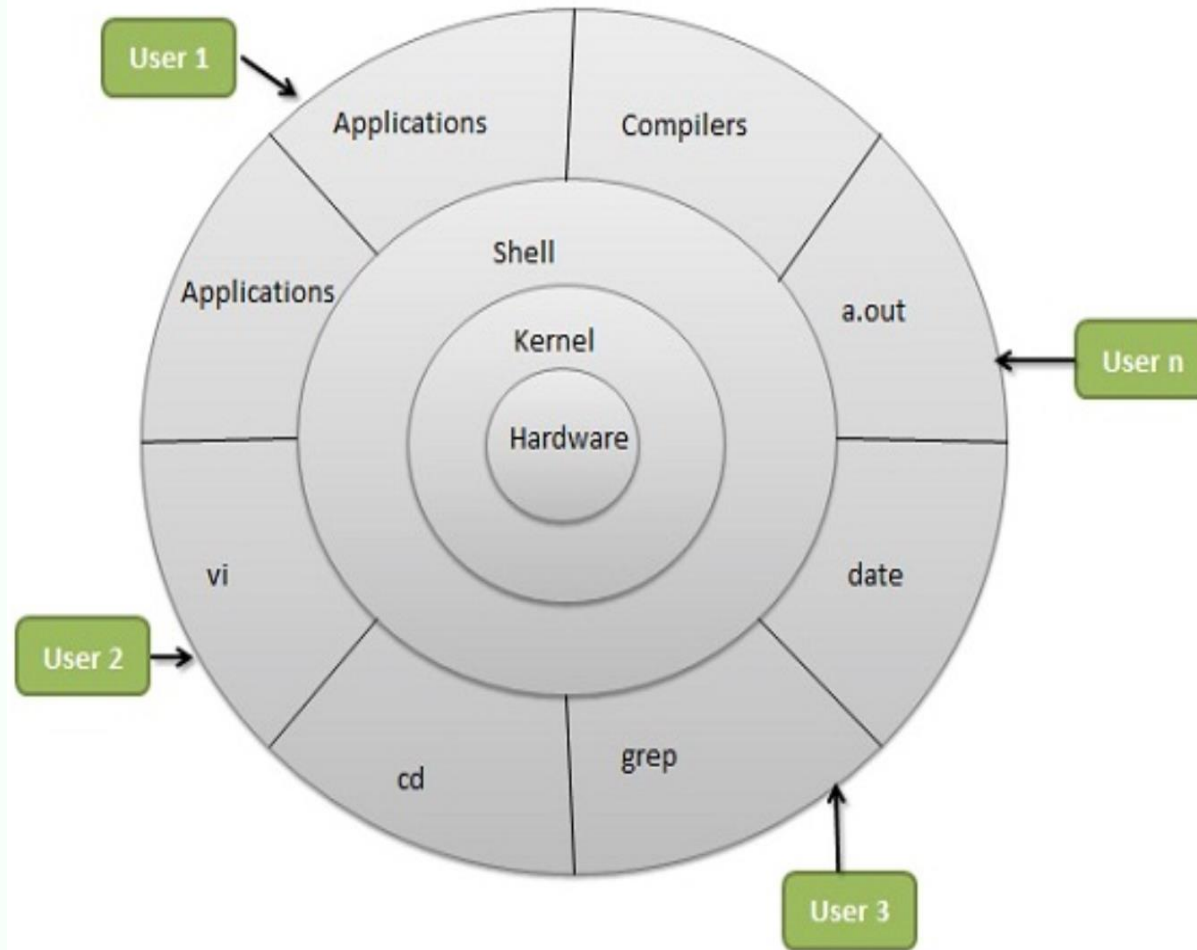 User 1
Applications
Compilers
Shell
Applications
a.out
Kernel
User n
Hardware
vi
date
User 2
grep
cd
User 3